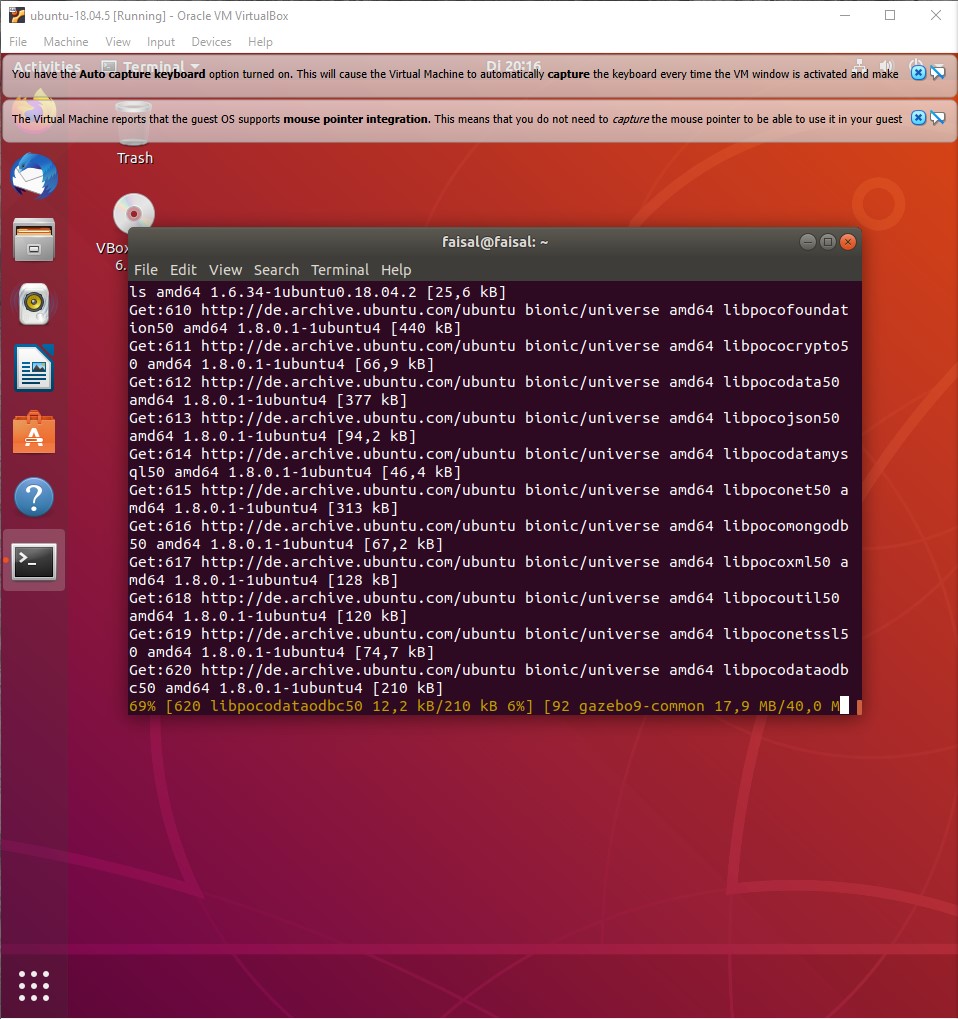 ubuntu-18.04.5 [Running] - Oracle VM VirtualBox
File Machine View Input Devices Help
Activities Terminal Di 20:16
You have the Auto capture keyboard option turned on. This will cause the Virtual Machine to automatically capture the keyboard every time the VM window is activated and make
The Virtual Machine reports that the guest OS supports mouse pointer integration. This means that you do not need to capture the mouse pointer to be able to use it in your guest
Trash
VBox
6.
faisal@faisal: ~
File Edit View Search Terminal Help
ls amd64 1.6.34-1ubuntu0.18.04.2 [25,6 kB]
Get:610 http://de.archive.ubuntu.com/ubuntu bionic/universe amd64 libpocofoundat
ion50 amd64 1.8.0.1-1ubuntu4 [440 kB]
Get:611 http://de.archive.ubuntu.com/ubuntu bionic/universe amd64 libpococrypto5
0 amd64 1.8.0.1-1ubuntu4 [66,9 kB]
Get:612 http://de.archive.ubuntu.com/ubuntu bionic/universe amd64 libpocodata50
amd64 1.8.0.1-1ubuntu4 [377 kB]
Get:613 http://de.archive.ubuntu.com/ubuntu bionic/universe amd64 libpocojson50
amd64 1.8.0.1-1ubuntu4 [94,2 kB]
Get:614 http://de.archive.ubuntu.com/ubuntu bionic/universe amd64 libpocodatamys
ql50 amd64 1.8.0.1-1ubuntu4 [46,4 kB]
Get:615 http://de.archive.ubuntu.com/ubuntu bionic/universe amd64 libpoconet50 a
md64 1.8.0.1-1ubuntu4 [313 kB]
Get:616 http://de.archive.ubuntu.com/ubuntu bionic/universe amd64 libpocomongodb
50 amd64 1.8.0.1-1ubuntu4 [67,2 kB]
Get:617 http://de.archive.ubuntu.com/ubuntu bionic/universe amd64 libpocoxml50 a
md64 1.8.0.1-1ubuntu4 [128 kB]
Get:618 http://de.archive.ubuntu.com/ubuntu bionic/universe amd64 libpocoutil50
amd64 1.8.0.1-1ubuntu4 [120 kB]
Get:619 http://de.archive.ubuntu.com/ubuntu bionic/universe amd64 libpoconetssl5
0 amd64 1.8.0.1-1ubuntu4 [74,7 kB]
Get:620 http://de.archive.ubuntu.com/ubuntu bionic/universe amd64 libpocodataodb
c50 amd64 1.8.0.1-1ubuntu4 [210 kB]
69% [620 libpocodataodbc50 12,2 kB/210 kB 6%] [92 gazebo9-common 17,9 MB/40,0 M